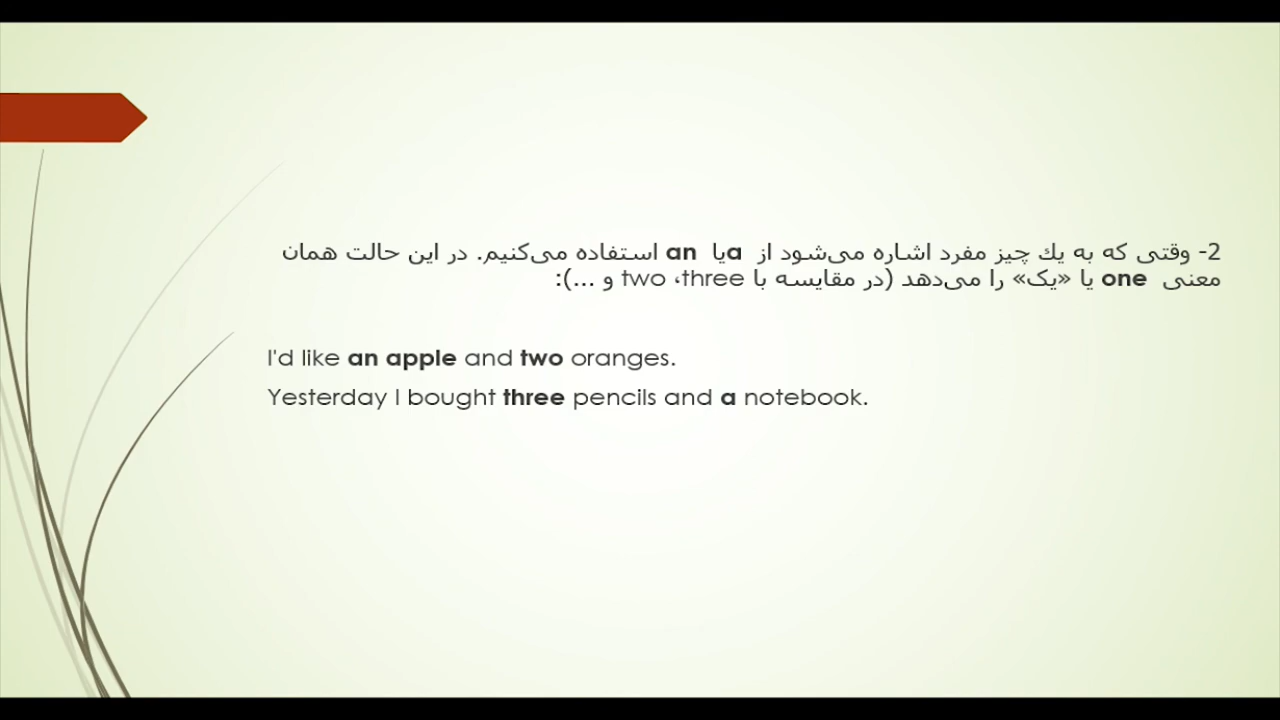 2- وقتی که به يك چیز مفرد اشاره می‌شود از a یا an استفاده می‌کنیم. در این حالت همان
معنی one یا «یک» را می‌دهد (در مقایسه با two ،three و ...):
I'd like an apple and two oranges.
Yesterday I bought three pencils and a notebook.